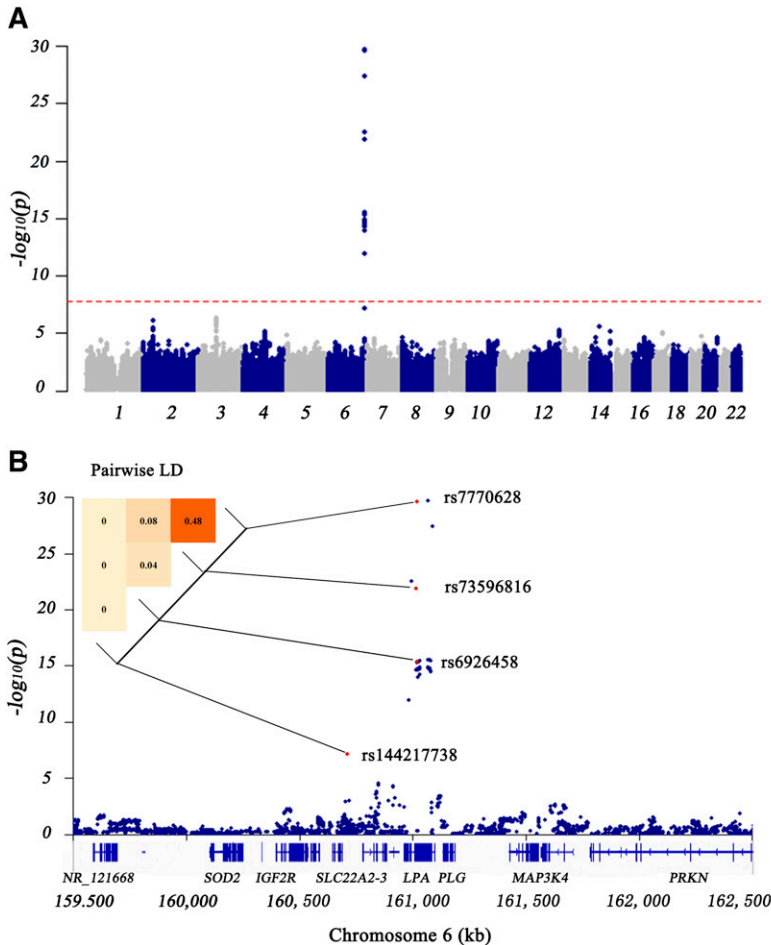 A
30
25
20
15
10
5
0
-log10(p)
1 2 3 4 5 6 7 8 9 10 12 14 16 18 20 22
B
Pairwise LD
30
25
20
15
10
5
0
-log10(p)
0 0.08 0.48
0 0.04
0
rs7770628
rs73596816
rs6926458
rs144217738
NR_121668 SOD2 IGF2R SLC22A2-3 LPA PLG MAP3K4 PRKN
159.500 160,000 160,500 161,000 161,500 162,000 162,500
Chromosome 6 (kb)